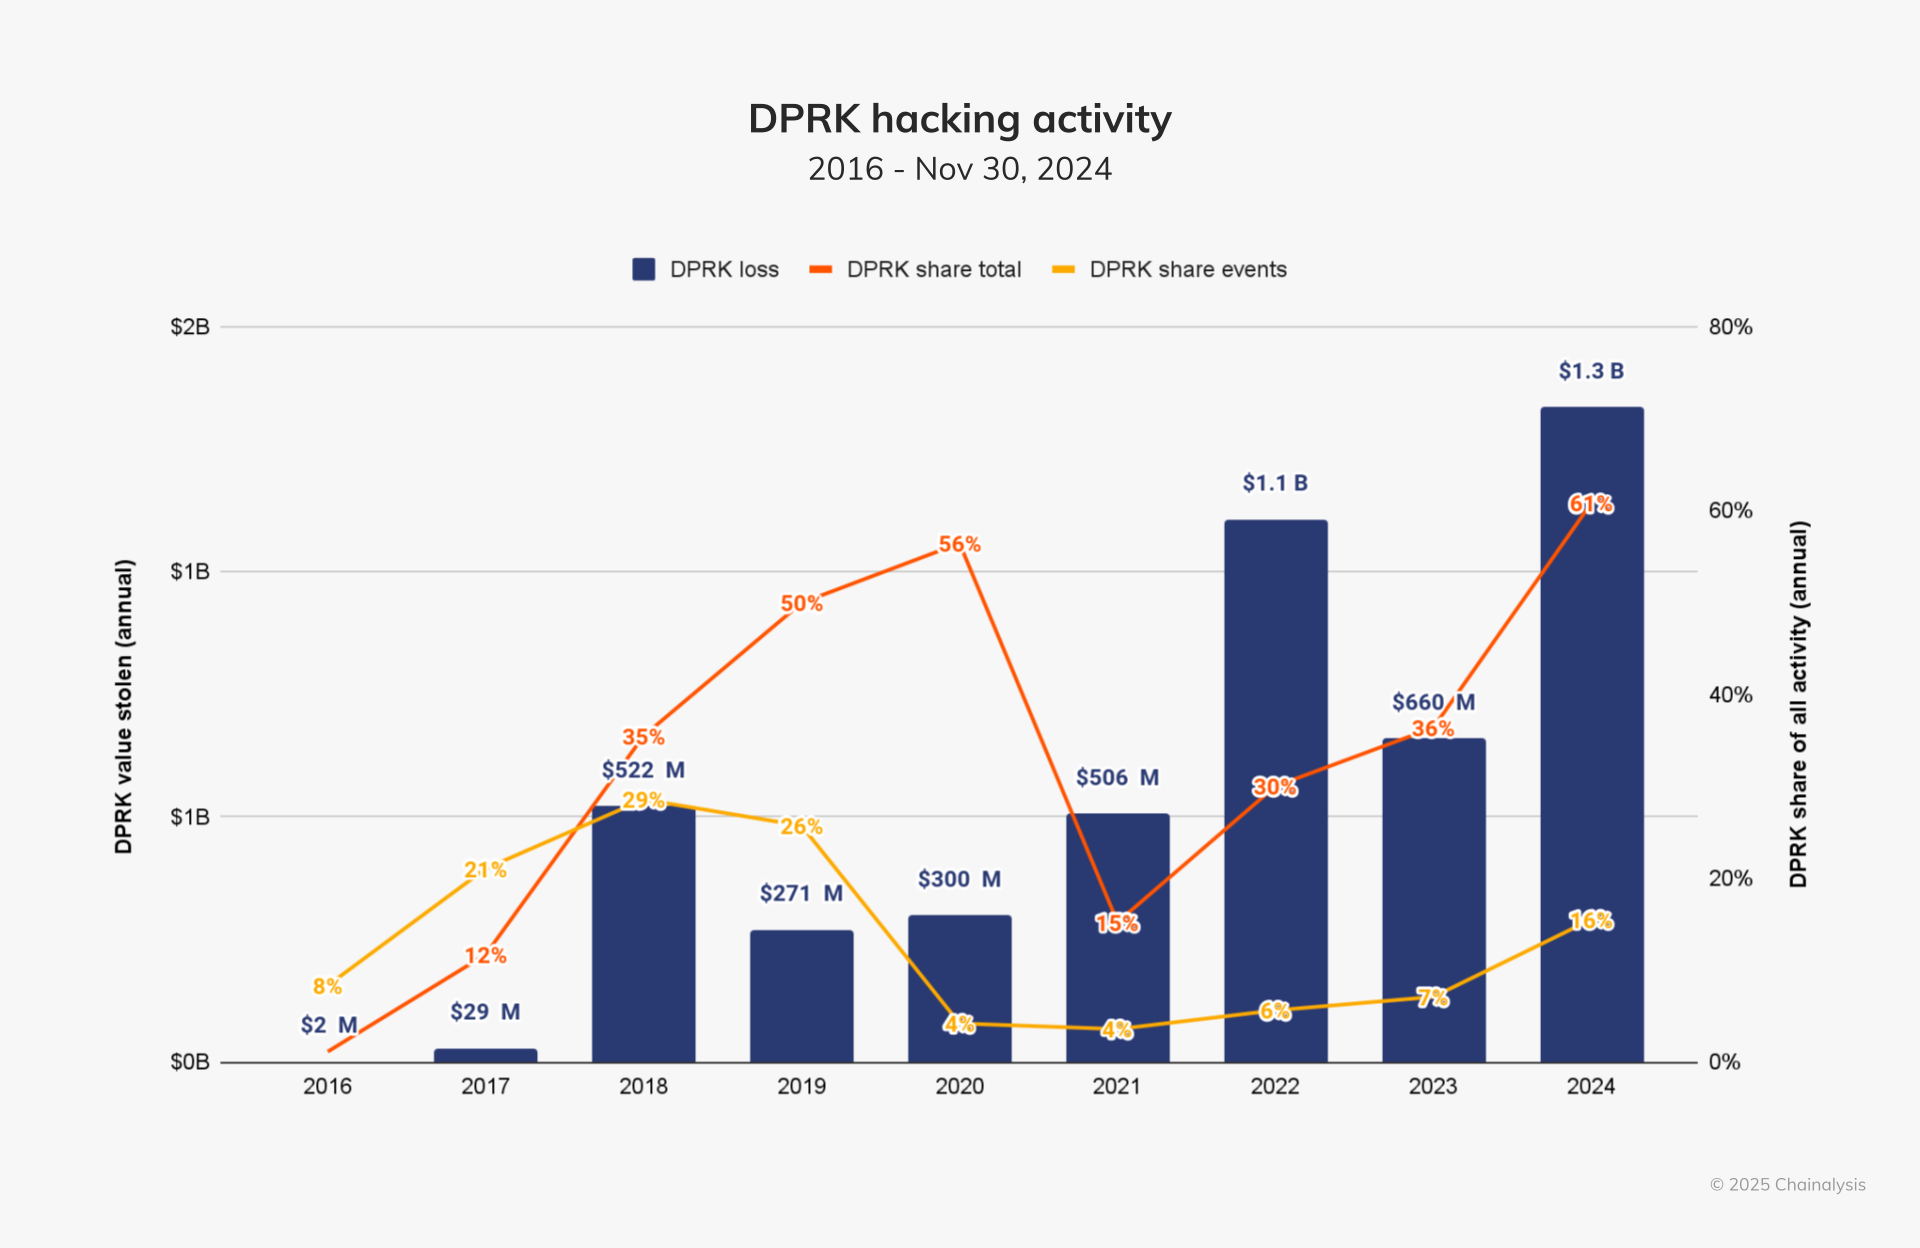 DPRK hacking activity
2016 - Nov 30, 2024
DPRK loss
DPRK share total
DPRK share events
DPRK value stolen (annual)
$2B
$1B
$1B
$0B
80%
60%
40%
20%
0%
DPRK share of all activity (annual)
$2 M
$29 M
$522 M
$271 M
$300 M
$506 M
$1.1 B
$660 M
$1.3 B
12%
35%
50%
56%
15%
30%
36%
61%
8%
21%
29%
26%
4%
4%
6%
7%
16%
2016
2017
2018
2019
2020
2021
2022
2023
2024
© 2025 Chainalysis